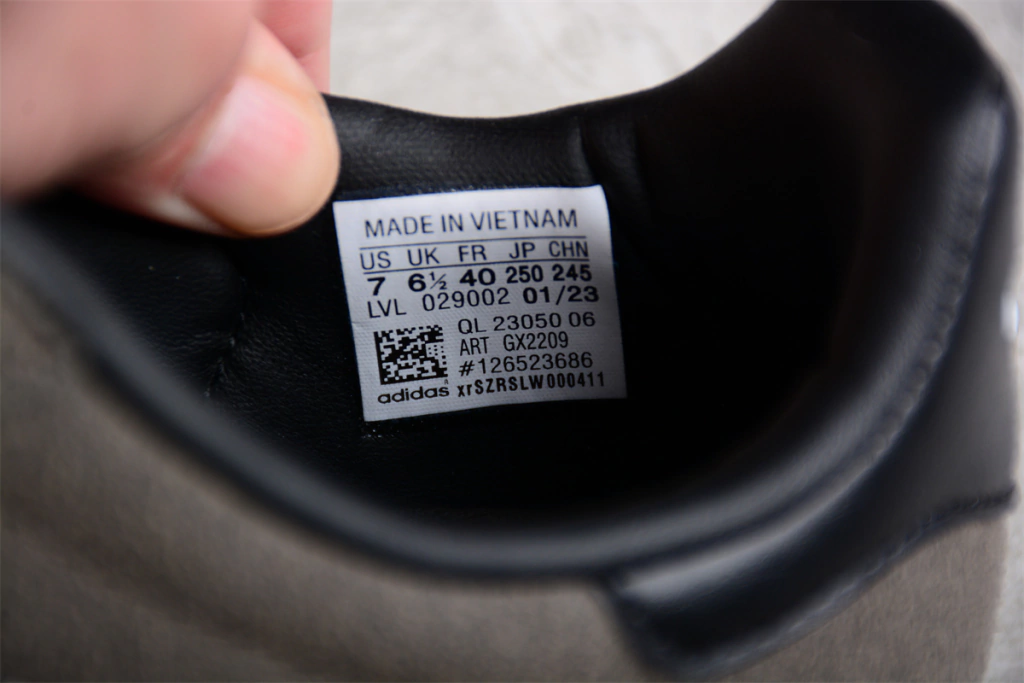 MADE IN VIETNAM
US UK FR JP CHN
7 6½ 40 250 245
LVL 029002 01/23
QL 23050 06
ART GX2209
#126523686
adidas xrSZRSLW000411